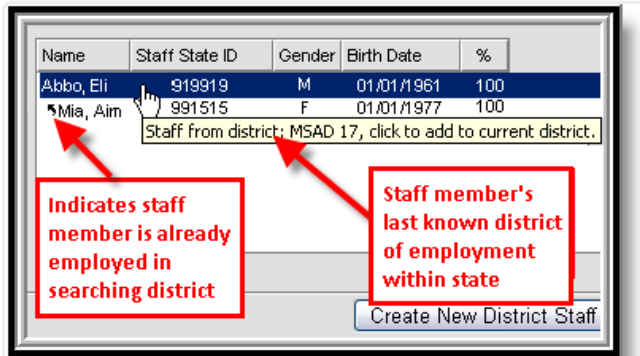 Name Staff State ID Gender Birth Date %
Abbo, Eli 919919 M 01/01/1961 100
Mia, Aim 991515 F 01/01/1977 100
Staff from district: MSAD 17, click to add to current district.
Indicates staff
member is already
employed in
searching district
Staff member's
last known district
of employment
within state
Create New District Staff